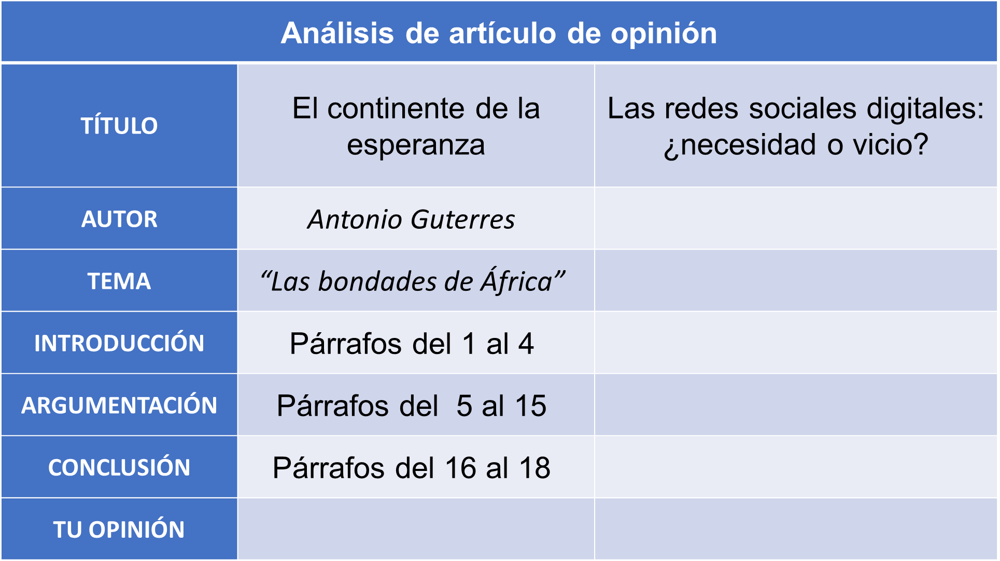 Análisis de artículo de opinión
TÍTULO
El continente de la
esperanza
Las redes sociales digitales:
¿necesidad o vicio?
AUTOR
Antonio Guterres
TEMA
“Las bondades de África”
INTRODUCCIÓN
Párrafos del 1 al 4
ARGUMENTACIÓN
Párrafos del  5 al 15
CONCLUSIÓN
Párrafos del 16 al 18
TU OPINIÓN